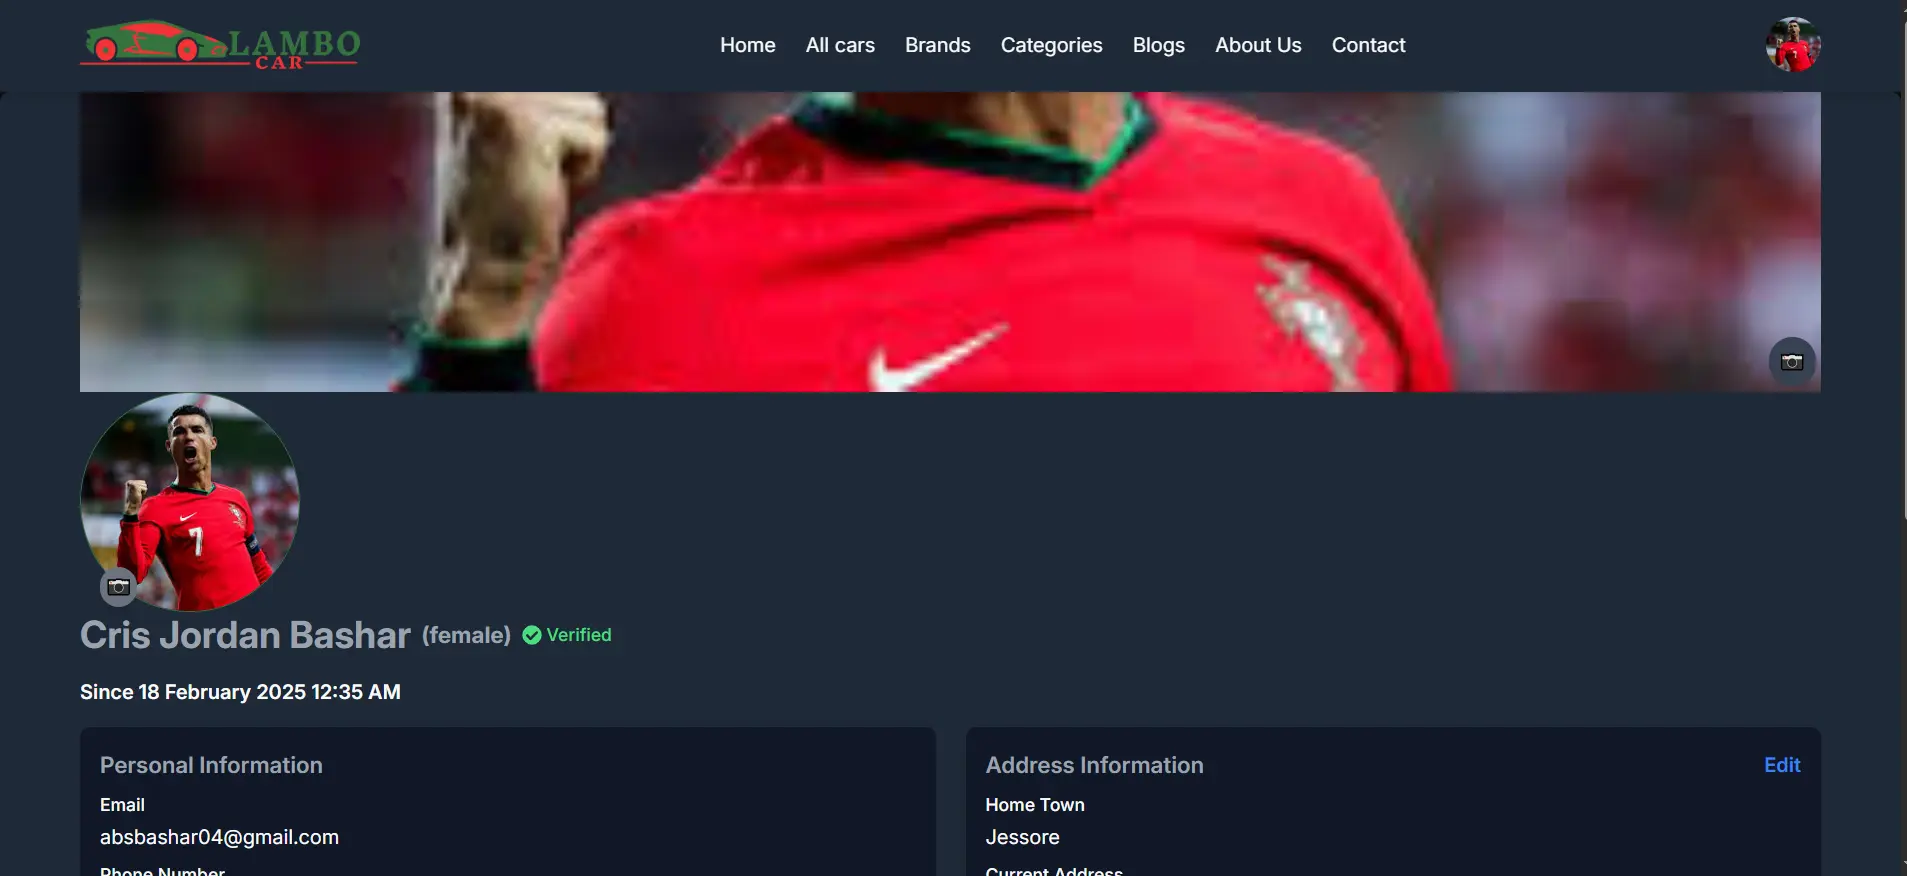 LAMBO
CAR
Home All cars Brands Categories Blogs About Us Contact
7
Cris Jordan Bashar (female) Verified
Since 18 February 2025 12:35 AM
Personal Information
Email
absbashar04@gmail.com
Phone Number
Address Information Edit
Home Town
Jessore
Current Address